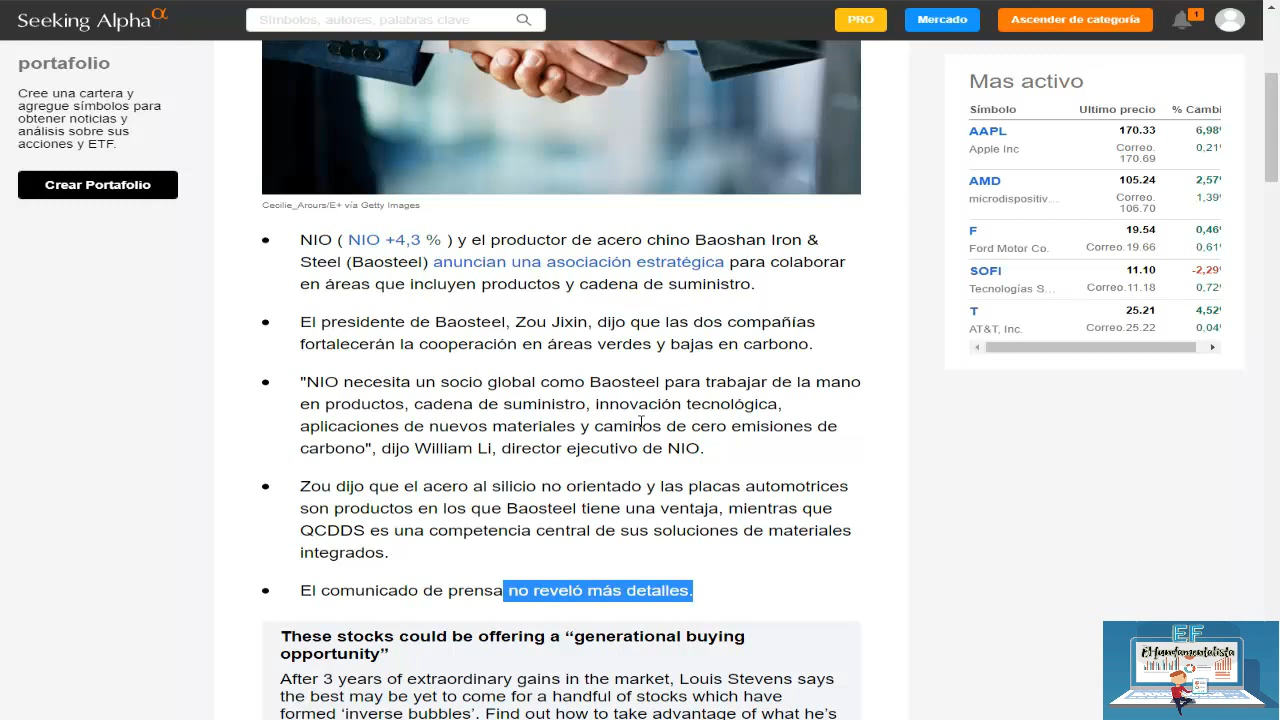 Seeking Alpha α
Símbolos, autores, palabras clave
PRO
Mercado
Ascender de categoría
1
portafolio
Cree una cartera y
agregue símbolos para
obtener noticias y
análisis sobre sus
acciones y ETF.
Crear Portafolio
Cecilie_Arcurs/E+ vía Getty Images
NIO ( NIO +4,3 % ) y el productor de acero chino Baoshan Iron &
Steel (Baosteel) anuncian una asociación estratégica para colaborar
en áreas que incluyen productos y cadena de suministro.
El presidente de Baosteel, Zou Jixin, dijo que las dos compañías
fortalecerán la cooperación en áreas verdes y bajas en carbono.
"NIO necesita un socio global como Baosteel para trabajar de la mano
en productos, cadena de suministro, innovación tecnológica,
aplicaciones de nuevos materiales y caminos de cero emisiones de
carbono", dijo William Li, director ejecutivo de NIO.
Zou dijo que el acero al silicio no orientado y las placas automotrices
son productos en los que Baosteel tiene una ventaja, mientras que
QCDDS es una competencia central de sus soluciones de materiales
integrados.
El comunicado de prensa no reveló más detalles.
These stocks could be offering a “generational buying
opportunity”
After 3 years of extraordinary gains in the market, Louis Stevens says
the best may be yet to come for a handful of stocks which have
formed ‘inverse bubbles’. Find out how to take advantage of what he's
Mas activo
Símbolo Ultimo precio % Cambi
AAPL 170.33 6,98
Apple Inc Correo. 0,21
170.69
AMD 105.24 2,57
microdispositiv... Correo. 1,39
106.70
F 19.54 0,46
Ford Motor Co. Correo.19.66 0,61
SOFI 11.10 -2,29
Tecnologías S... Correo.11.18 0,72
T 25.21 4,52
AT&T, Inc. Correo.25.22 0,04
EF
El fundamentalista